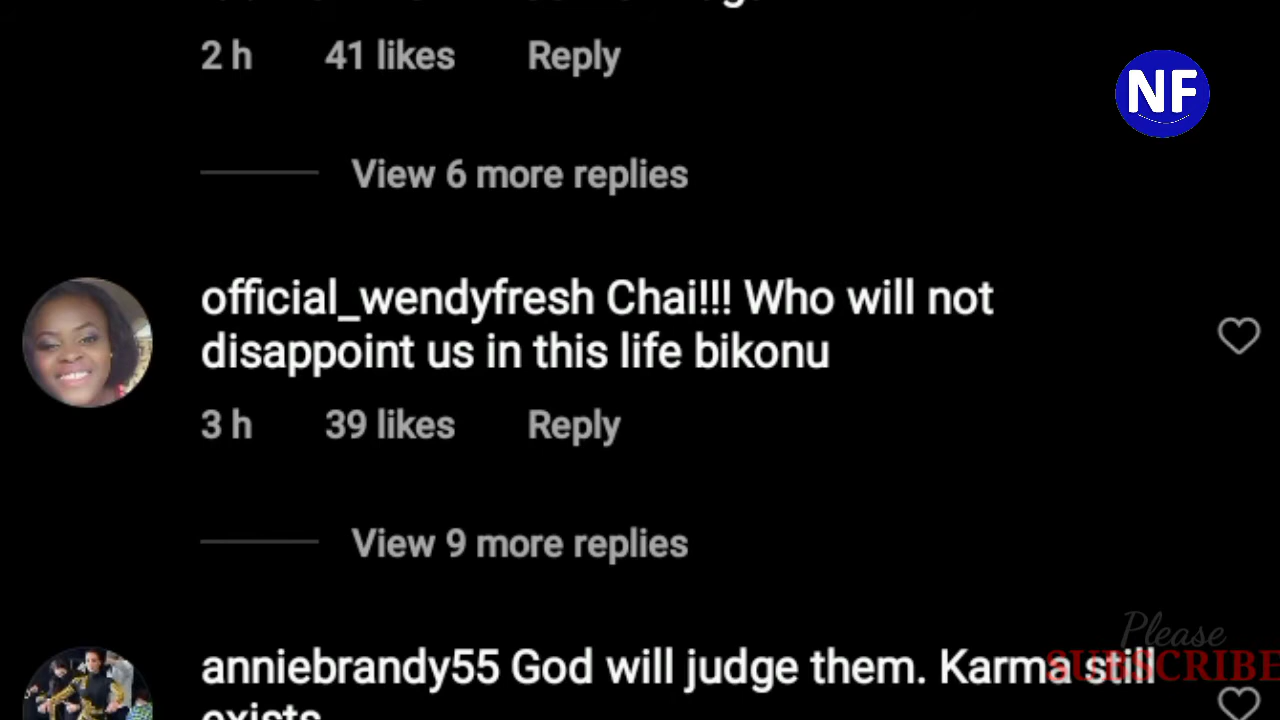 2 h 41 likes Reply
NF
View 6 more replies
official_wendyfresh Chai!!! Who will not
disappoint us in this life bikonu
3 h 39 likes Reply
View 9 more replies
Please
SUBSCRIBE
anniebrandy55 God will judge them. Karma still
exists